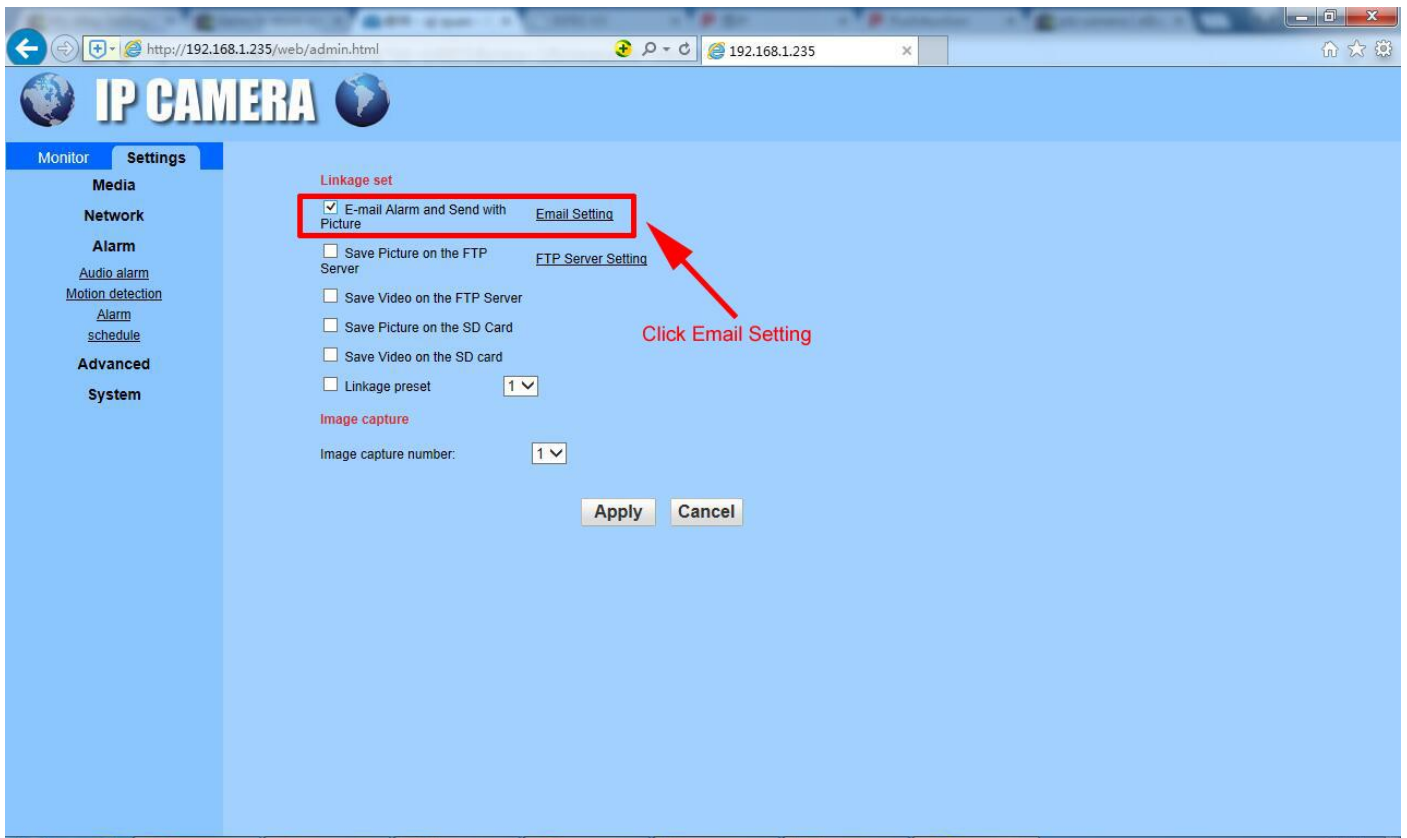 http://192.168.1.235/web/admin.html
192.168.1.235
IP CAMERA
Monitor Settings
Media
Network
Alarm
Audio alarm
Motion detection
Alarm
schedule
Advanced
System
Linkage set
E-mail Alarm and Send with
Picture
Email Setting
Save Picture on the FTP
Server
FTP Server Setting
Save Video on the FTP Server
Save Picture on the SD Card
Save Video on the SD card
Linkage preset 1
Click Email Setting
Image capture
Image capture number: 1
Apply Cancel